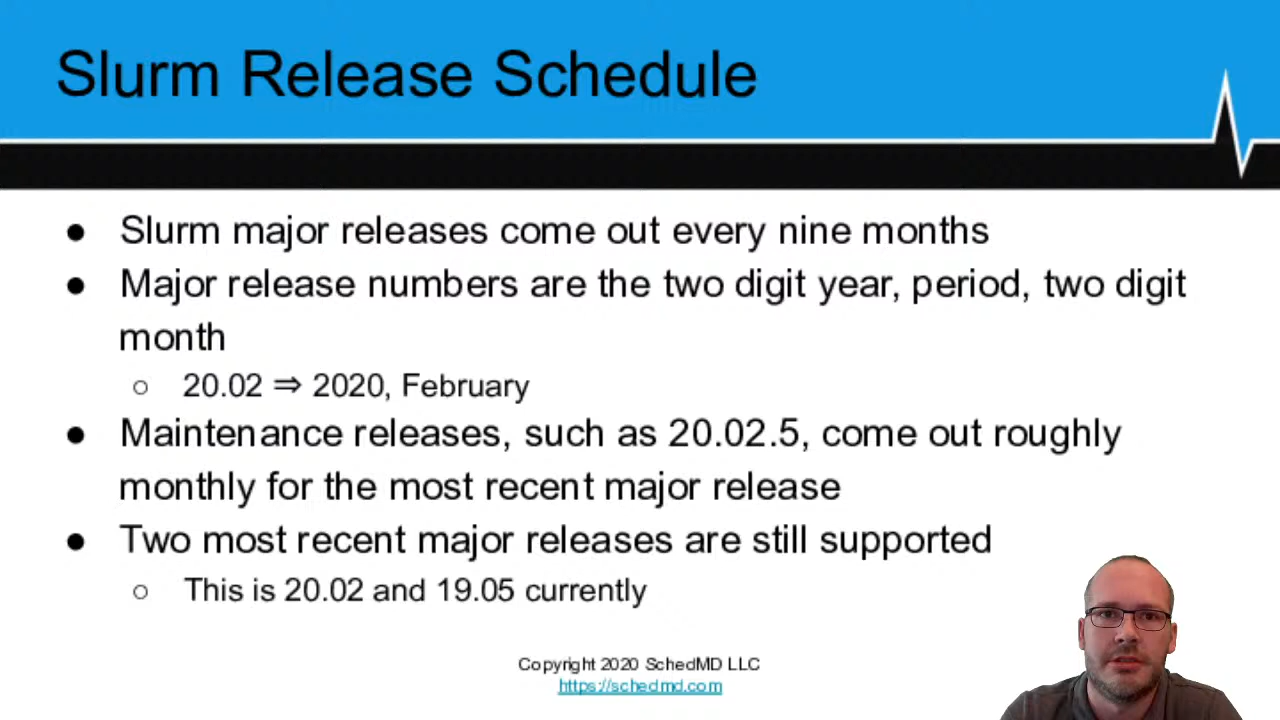 Slurm Release Schedule
● Slurm major releases come out every nine months
● Major release numbers are the two digit year, period, two digit
month
○ 20.02 ⇒ 2020, February
● Maintenance releases, such as 20.02.5, come out roughly
monthly for the most recent major release
● Two most recent major releases are still supported
○ This is 20.02 and 19.05 currently
Copyright 2020 SchedMD LLC
https://schedmd.com